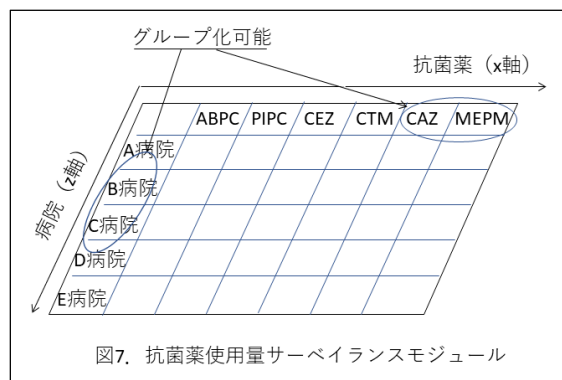 グループ化可能
抗菌薬（x軸）
ABPC PIPC CEZ CTM CAZ MEPM
病院（z軸）
A病院
B病院
C病院
D病院
E病院
図7．抗菌薬使用量サーベイランスモジュール